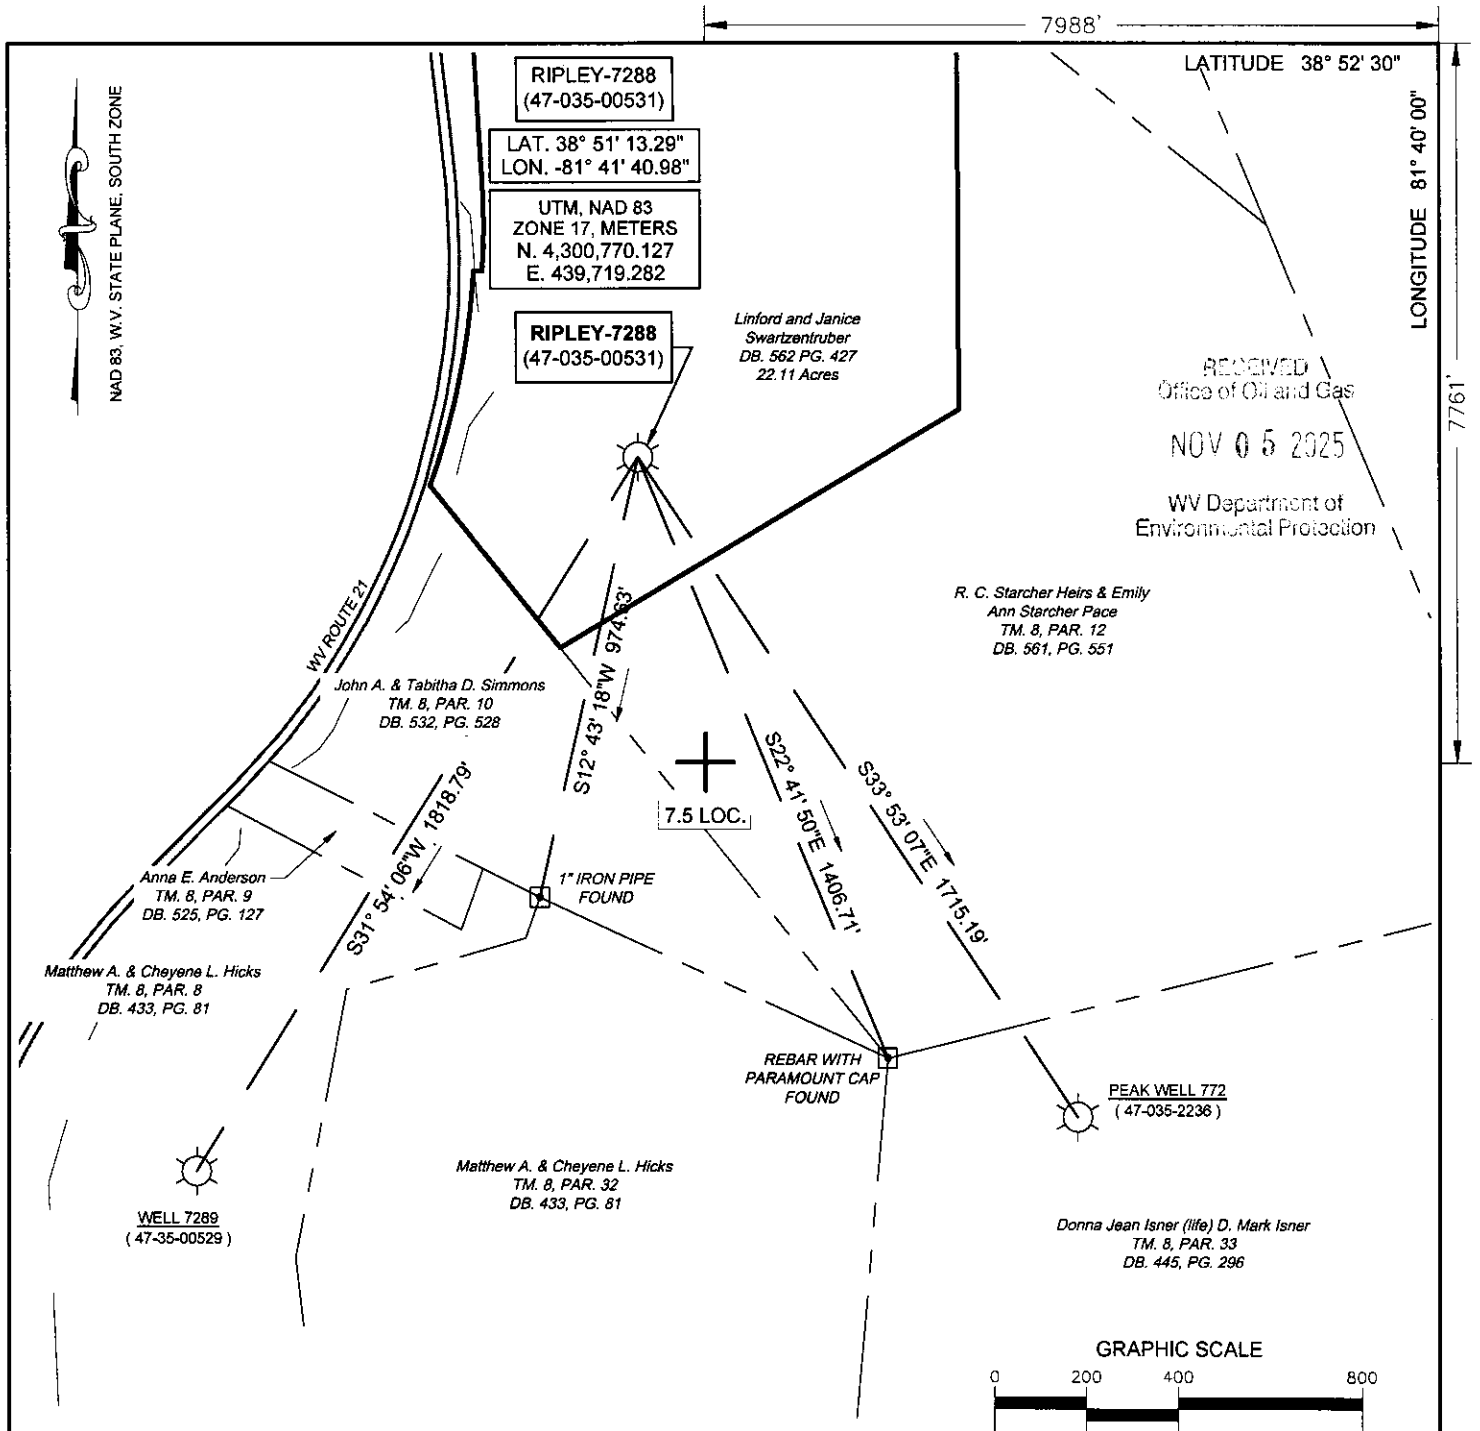 7988'
LATITUDE 38° 52' 30"
LONGITUDE 81° 40' 00"
7761'
NAD 83, W.V. STATE PLANE, SOUTH ZONE
RIPLEY-7288
(47-035-00531)
LAT. 38° 51' 13.29"
LON. -81° 41' 40.98"
UTM, NAD 83
ZONE 17, METERS
N. 4,300,770.127
E. 439,719.282
RIPLEY-7288
(47-035-00531)
Linford and Janice
Swartzentruber
DB. 562 PG. 427
22.11 Acres
RECEIVED
Office of Oil and Gas
NOV 05 2025
WV Department of
Environmental Protection
R. C. Starcher Heirs & Emily
Ann Starcher Pace
TM. 8, PAR. 12
DB. 561, PG. 551
WV ROUTE 21
John A. & Tabitha D. Simmons
TM. 8, PAR. 10
DB. 532, PG. 528
S12° 43' 18"W 974.63'
S31° 54' 06"W 1818.79'
S22° 41' 50"E 1406.71'
S33° 53' 07"E 1715.19'
7.5 LOC.
Anna E. Anderson
TM. 8, PAR. 9
DB. 525, PG. 127
1" IRON PIPE
FOUND
Matthew A. & Cheyene L. Hicks
TM. 8, PAR. 8
DB. 433, PG. 81
REBAR WITH
PARAMOUNT CAP
FOUND
PEAK WELL 772
( 47-035-2236 )
Matthew A. & Cheyene L. Hicks
TM. 8, PAR. 32
DB. 433, PG. 81
WELL 7289
( 47-35-00529 )
Donna Jean Isner (life) D. Mark Isner
TM. 8, PAR. 33
DB. 445, PG. 296
GRAPHIC SCALE
0 200 400 800